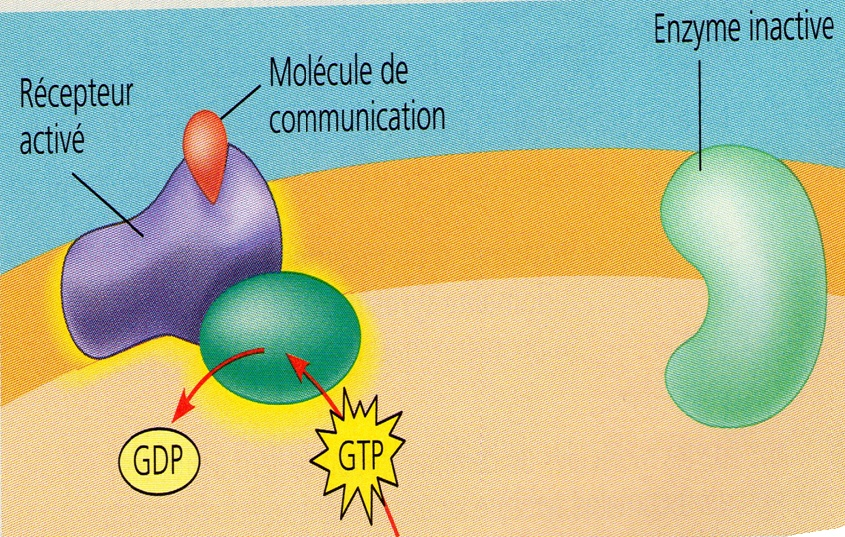 Enzyme inactive
Molécule de
communication
Récepteur
activé
GDP
GTP